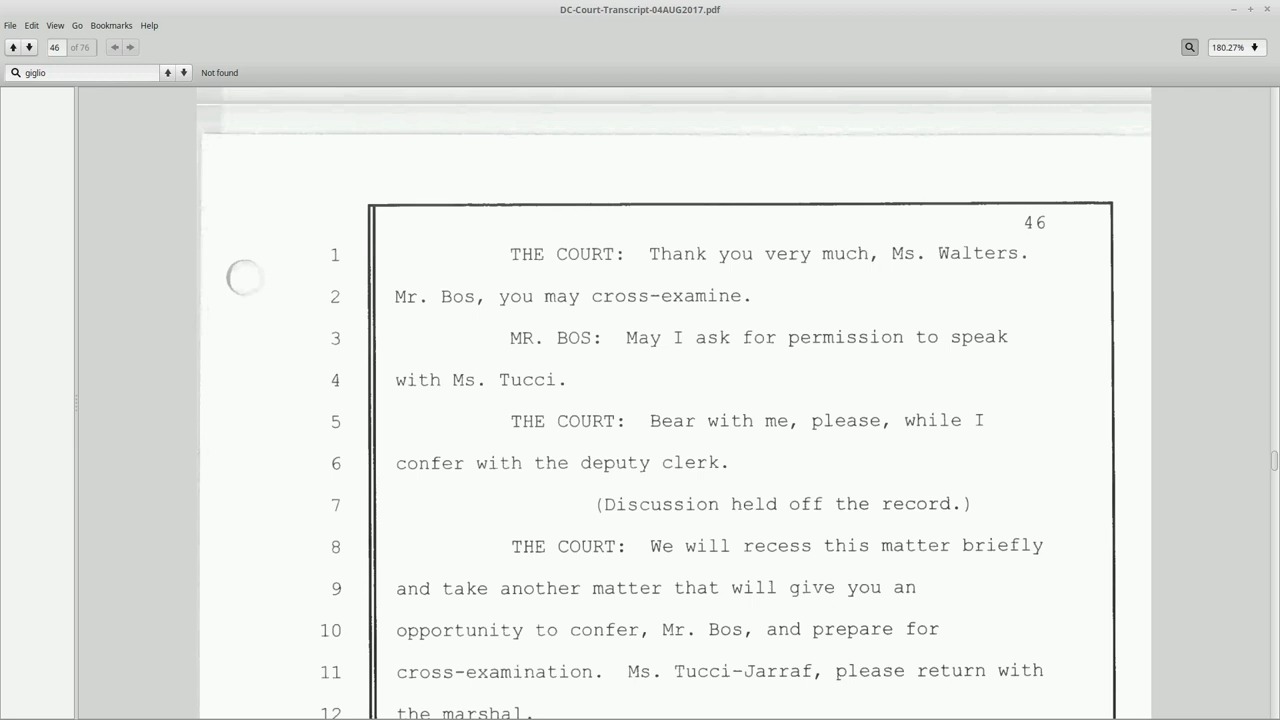 DC-Court-Transcript-04AUG2017.pdf
File Edit View Go Bookmarks Help
46 of 76 180.27%
giglio Not found
46
1 THE COURT: Thank you very much, Ms. Walters.
2 Mr. Bos, you may cross-examine.
3 MR. BOS: May I ask for permission to speak
4 with Ms. Tucci.
5 THE COURT: Bear with me, please, while I
6 confer with the deputy clerk.
7 (Discussion held off the record.)
8 THE COURT: We will recess this matter briefly
9 and take another matter that will give you an
10 opportunity to confer, Mr. Bos, and prepare for
11 cross-examination. Ms. Tucci-Jarraf, please return with
12 the marshal.